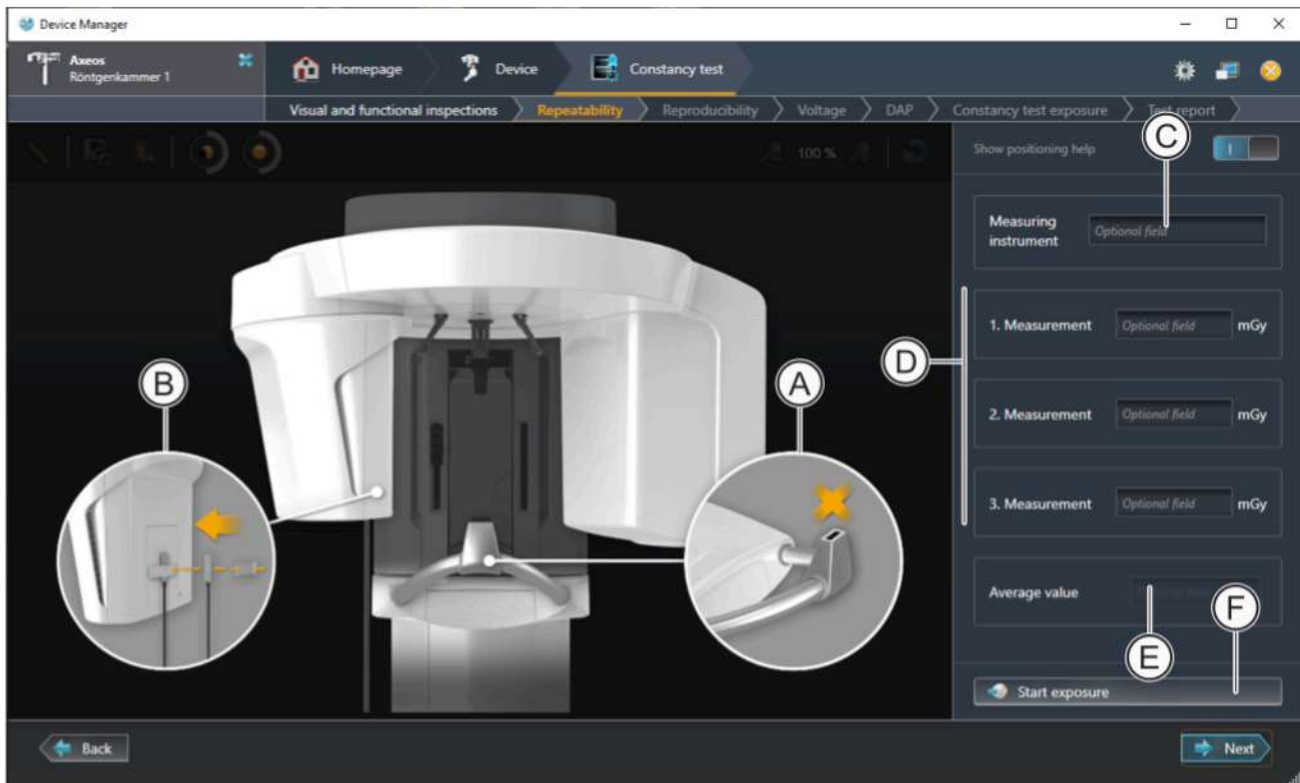 Device Manager
Axeos
Röntgenkammer 1
Homepage
Device
Constancy test
Visual and functional inspections
Repeatability
Reproducibility
Voltage
DAP
Constancy test exposure
Test report
100 %
Show positioning help
I
C
Measuring
instrument
Optional field
D
1. Measurement
Optional field
mGy
2. Measurement
Optional field
mGy
3. Measurement
Optional field
mGy
B
A
Average value
E
F
Start exposure
Back
Next